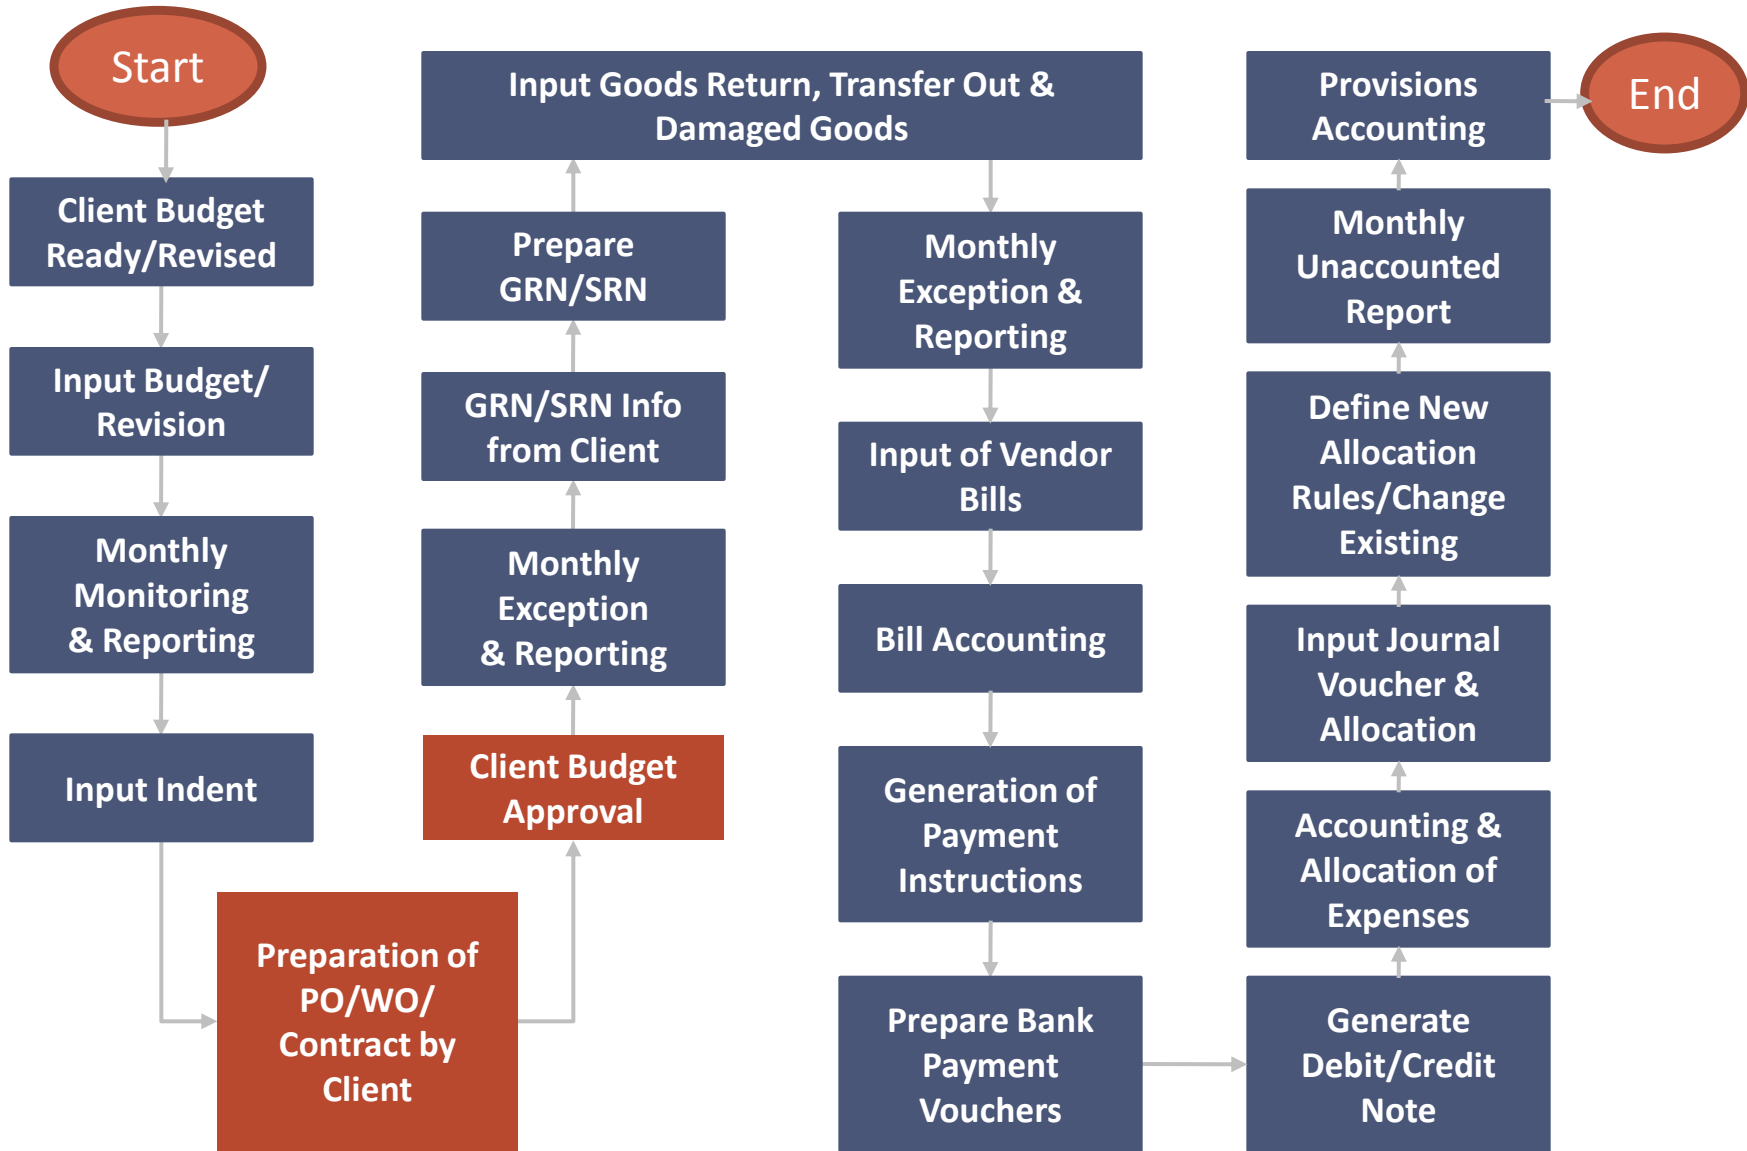 Start
Client Budget
Ready/Revised
Input Budget/
Revision
Monthly
Monitoring
& Reporting
Input Indent
Preparation of
PO/WO/
Contract by
Client
Client Budget
Approval
Monthly
Exception
& Reporting
GRN/SRN Info
from Client
Prepare
GRN/SRN
Input Goods Return, Transfer Out &
Damaged Goods
Monthly
Exception &
Reporting
Input of Vendor
Bills
Bill Accounting
Generation of
Payment
Instructions
Prepare Bank
Payment
Vouchers
Generate
Debit/Credit
Note
Accounting &
Allocation of
Expenses
Input Journal
Voucher &
Allocation
Define New
Allocation
Rules/Change
Existing
Monthly
Unaccounted
Report
Provisions
Accounting
End